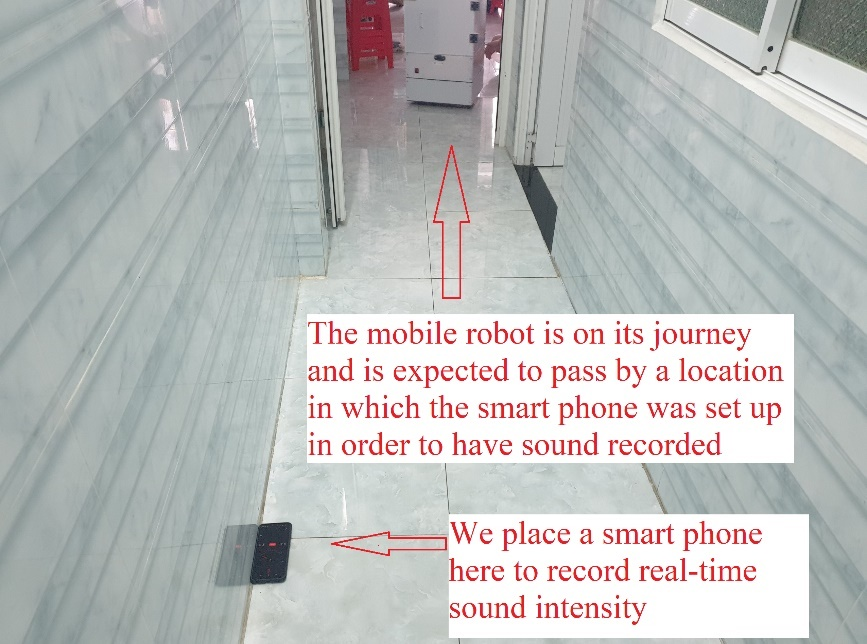 The mobile robot is on its journey
and is expected to pass by a location
in which the smart phone was set up
in order to have sound recorded
We place a smart phone
here to record real-time
sound intensity